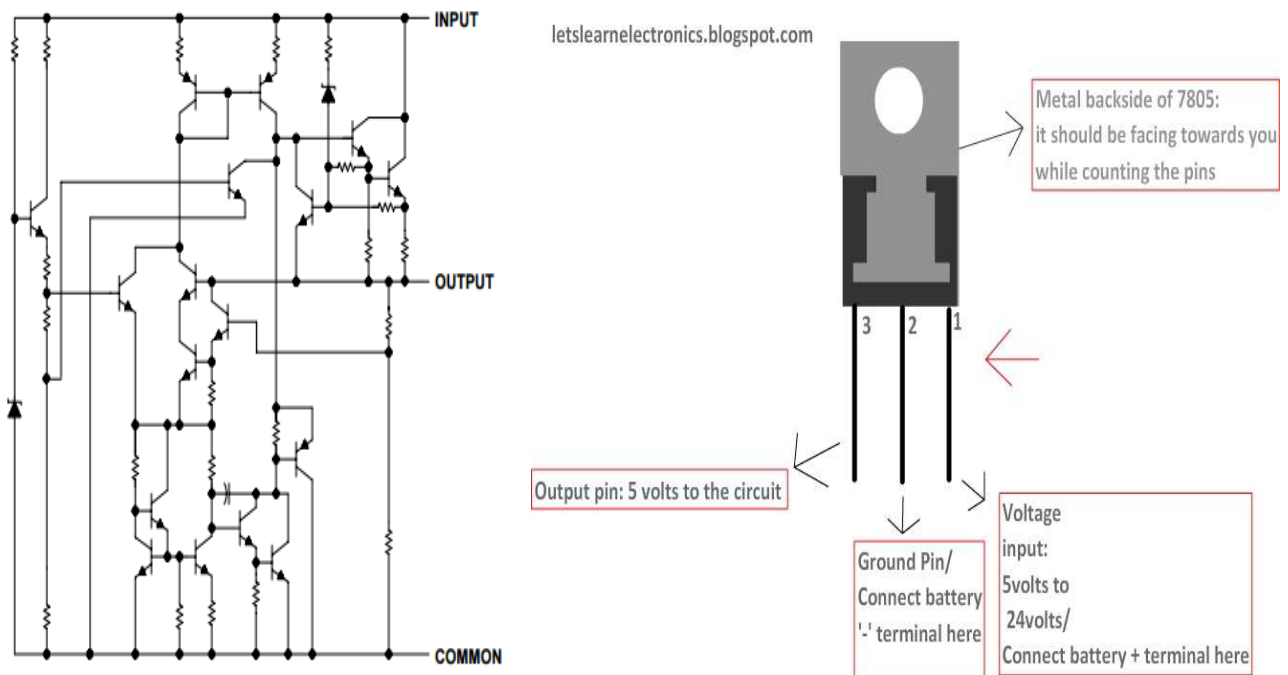 INPUT
OUTPUT
COMMON
letslearnelectronics.blogspot.com
Metal backside of 7805:
it should be facing towards you
while counting the pins
3 2 1
Output pin: 5 volts to the circuit
Ground Pin/
Connect battery
'-' terminal here
Voltage
input:
5volts to
24volts/
Connect battery + terminal here